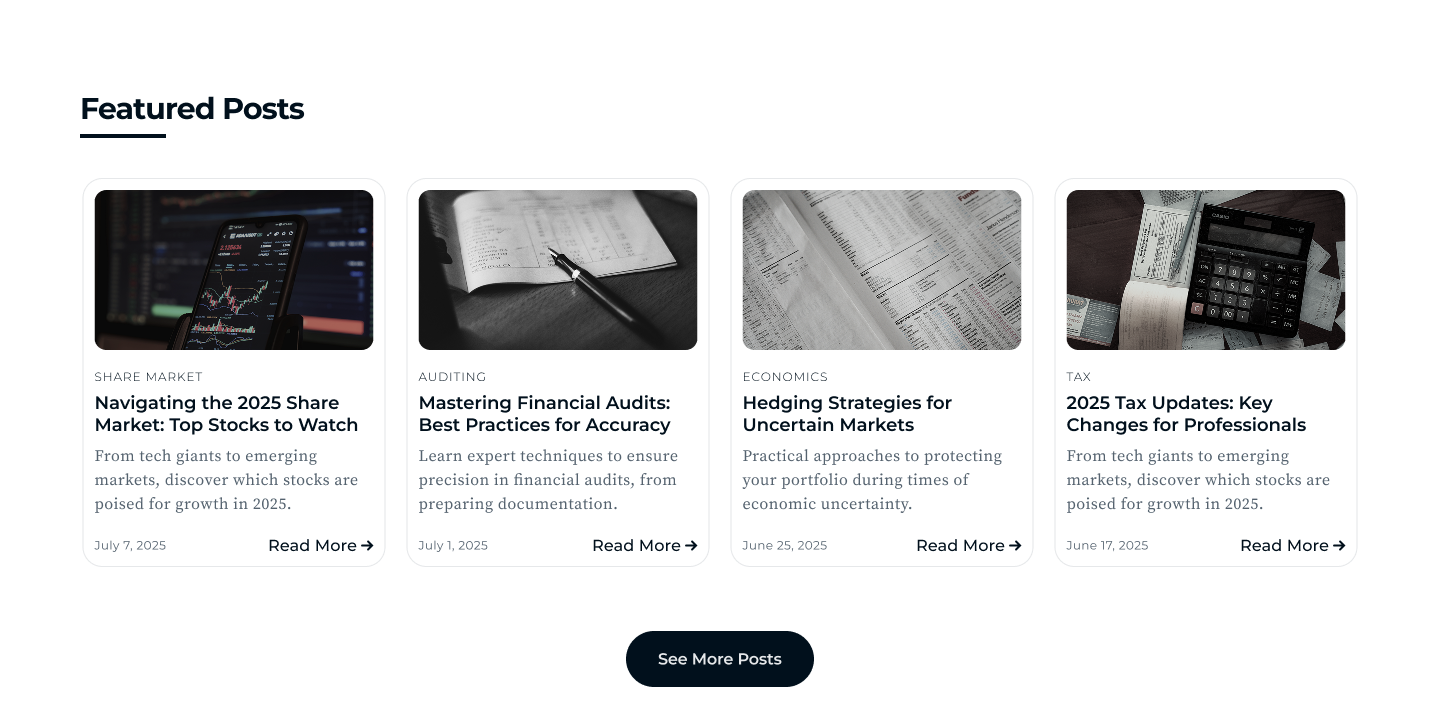 Featured Posts
SHARE MARKET
Navigating the 2025 Share
Market: Top Stocks to Watch
From tech giants to emerging
markets, discover which stocks are
poised for growth in 2025.
July 7, 2025
Read More →
AUDITING
Mastering Financial Audits:
Best Practices for Accuracy
Learn expert techniques to ensure
precision in financial audits, from
preparing documentation.
July 1, 2025
Read More →
ECONOMICS
Hedging Strategies for
Uncertain Markets
Practical approaches to protecting
your portfolio during times of
economic uncertainty.
June 25, 2025
Read More →
CASIO
TAX
2025 Tax Updates: Key
Changes for Professionals
From tech giants to emerging
markets, discover which stocks are
poised for growth in 2025.
June 17, 2025
Read More →
See More Posts